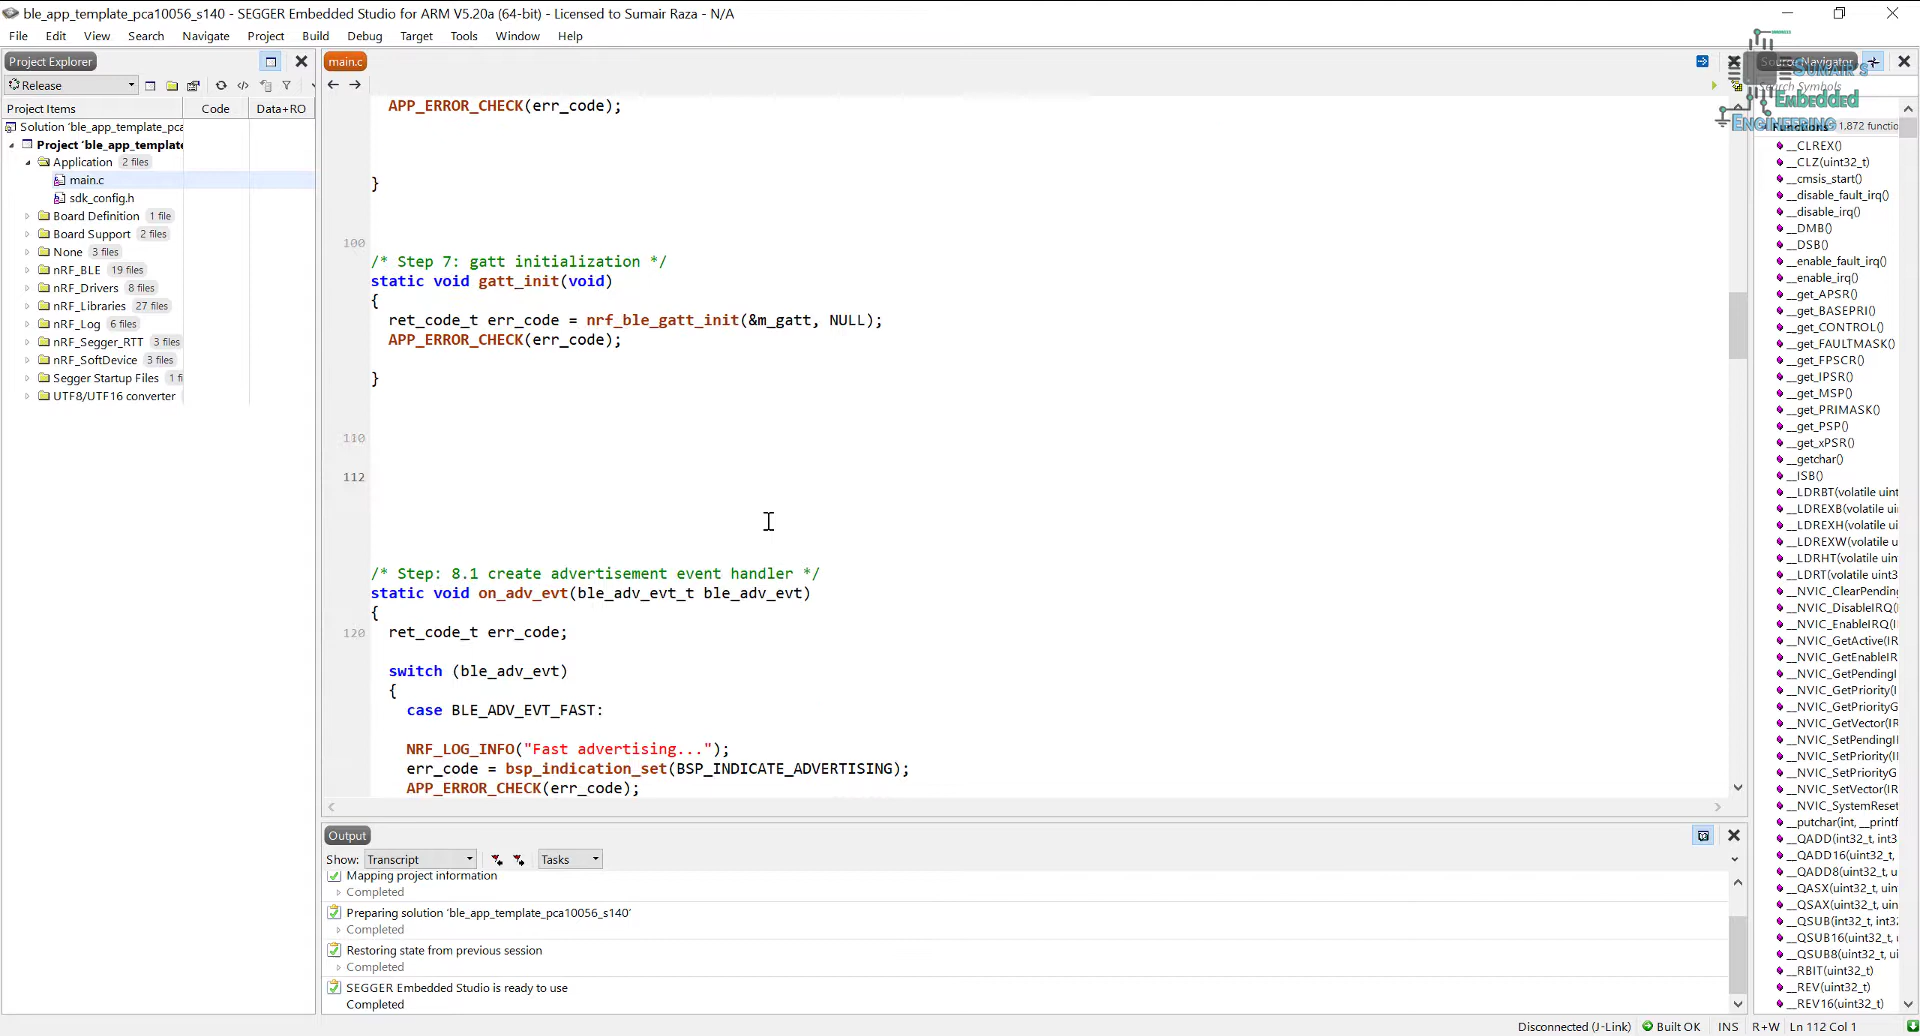 ble_app_template_pca10056_s140 - SEGGER Embedded Studio for ARM V5.20a (64-bit) - Licensed to Sumair Raza - N/A
File Edit View Search Navigate Project Build Debug Target Tools Window Help
Project Explorer
Release
Project Items Code Data+RO
Solution 'ble_app_template_pca
Project 'ble_app_template
Application 2 files
main.c
sdk_config.h
Board Definition 1 file
Board Support 2 files
None 3 files
nRF_BLE 19 files
nRF_Drivers 8 files
nRF_Libraries 27 files
nRF_Log 6 files
nRF_Segger_RTT 3 files
nRF_SoftDevice 3 files
Segger Startup Files 1 fi
UTF8/UTF16 converter
main.c
APP_ERROR_CHECK(err_code);
}
100
/* Step 7: gatt initialization */
static void gatt_init(void)
{
ret_code_t err_code = nrf_ble_gatt_init(&m_gatt, NULL);
APP_ERROR_CHECK(err_code);
}
110
112
/* Step: 8.1 create advertisement event handler */
static void on_adv_evt(ble_adv_evt_t ble_adv_evt)
{
120 ret_code_t err_code;
switch (ble_adv_evt)
{
case BLE_ADV_EVT_FAST:
NRF_LOG_INFO("Fast advertising...");
err_code = bsp_indication_set(BSP_INDICATE_ADVERTISING);
APP_ERROR_CHECK(err_code);
Output
Show: Transcript Tasks
Mapping project information
Completed
Preparing solution 'ble_app_template_pca10056_s140'
Completed
Restoring state from previous session
Completed
SEGGER Embedded Studio is ready to use
Completed
Source Navigator
Search Symbols
SUMAIR'S
Embedded
ENGINEERING
Functions 1,872 functio
__CLREX()
__CLZ(uint32_t)
__cmsis_start()
__disable_fault_irq()
__disable_irq()
__DMB()
__DSB()
__enable_fault_irq()
__enable_irq()
__get_APSR()
__get_BASEPRI()
__get_CONTROL()
__get_FAULTMASK()
__get_FPSCR()
__get_IPSR()
__get_MSP()
__get_PRIMASK()
__get_PSP()
__get_xPSR()
__getchar()
__ISB()
__LDRBT(volatile uint
__LDREXB(volatile ui
__LDREXH(volatile ui
__LDREXW(volatile ui
__LDRHT(volatile uin
__LDRT(volatile uint3
__NVIC_ClearPending
__NVIC_DisableIRQ(I
__NVIC_EnableIRQ(I
__NVIC_GetActive(IR
__NVIC_GetEnableIR
__NVIC_GetPendingI
__NVIC_GetPriority(I
__NVIC_GetPriorityG
__NVIC_GetVector(IR
__NVIC_SetPendingI
__NVIC_SetPriority(I
__NVIC_SetPriorityG
__NVIC_SetVector(IR
__NVIC_SystemReset
__putchar(int, __printf
__QADD(int32_t, int3
__QADD16(uint32_t,
__QADD8(uint32_t, u
__QASX(uint32_t, uin
__QSAX(uint32_t, uin
__QSUB(int32_t, int32
__QSUB16(uint32_t, u
__QSUB8(uint32_t, ui
__RBIT(uint32_t)
__REV(uint32_t)
__REV16(uint32_t)
Disconnected (J-Link) Built OK INS R+W Ln 112 Col 1